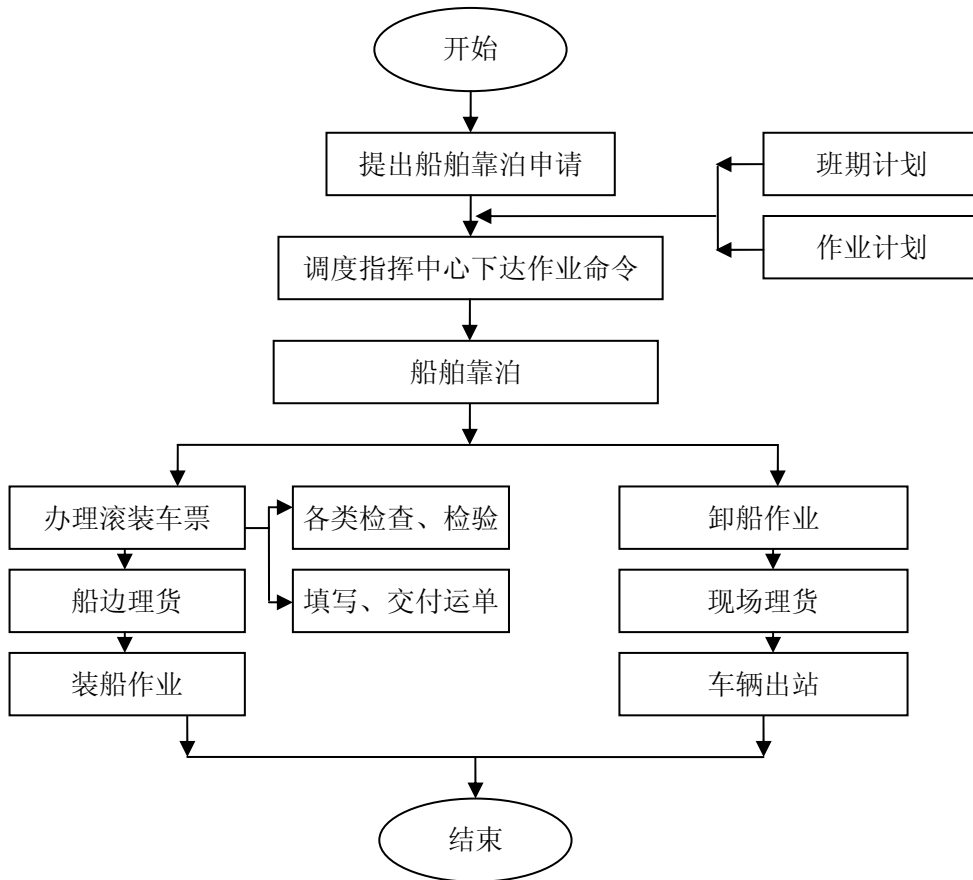 开始
提出船舶靠泊申请
班期计划
作业计划
调度指挥中心下达作业命令
船舶靠泊
办理滚装车票
各类检查、检验
卸船作业
船边理货
填写、交付运单
现场理货
装船作业
车辆出站
结束